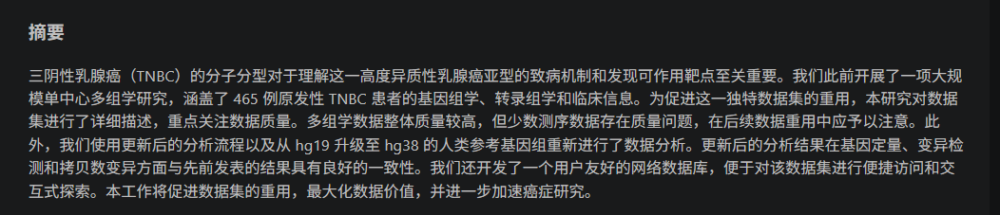 摘要
三阴性乳腺癌（TNBC）的分子分型对于理解这一高度异质性乳腺癌亚型的致病机制和发现可作用靶点至关重要。我们此前开展了一项大规
模单中心多组学研究，涵盖了 465 例原发性 TNBC 患者的基因组学、转录组学和临床信息。为促进这一独特数据集的重用，本研究对数据
集进行了详细描述，重点关注数据质量。多组学数据整体质量较高，但少数测序数据存在质量问题，在后续数据重用中应予以注意。此
外，我们使用更新后的分析流程以及从 hg19 升级至 hg38 的人类参考基因组重新进行了数据分析。更新后的分析结果在基因定量、变异检
测和拷贝数变异方面与先前发表的结果具有良好的一致性。我们还开发了一个用户友好的网络数据库，便于对该数据集进行便捷访问和交
互式探索。本工作将促进数据集的重用，最大化数据价值，并进一步加速癌症研究。